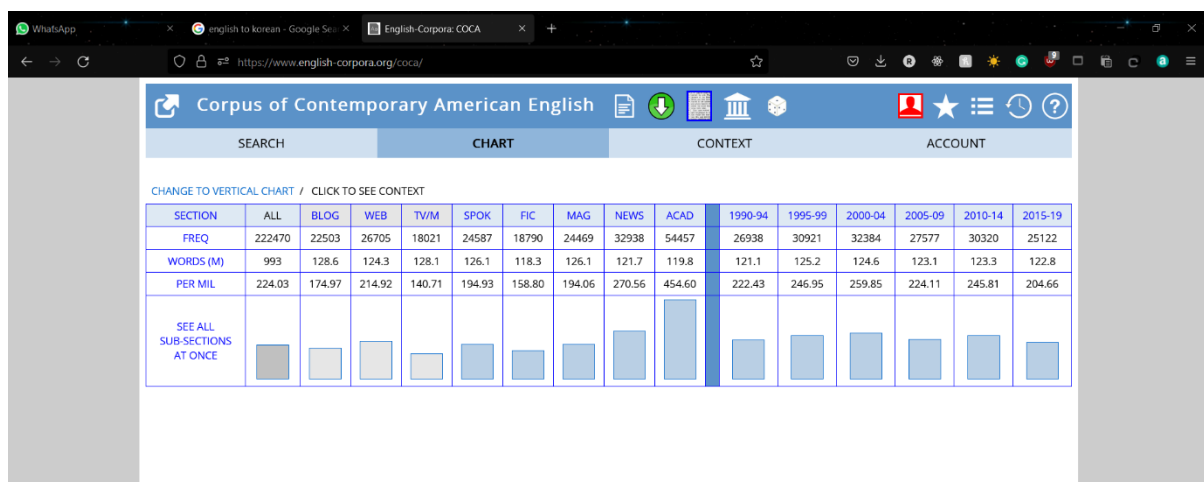 WhatsApp
english to korean - Google Sea
English-Corpora: COCA
https://www.english-corpora.org/coca/
9
Corpus of Contemporary American English
SEARCH CHART CONTEXT ACCOUNT
CHANGE TO VERTICAL CHART / CLICK TO SEE CONTEXT
SECTION ALL BLOG WEB TV/M SPOK FIC MAG NEWS ACAD 1990-94 1995-99 2000-04 2005-09 2010-14 2015-19
FREQ 222470 22503 26705 18021 24587 18790 24469 32938 54457 26938 30921 32384 27577 30320 25122
WORDS (M) 993 128.6 124.3 128.1 126.1 118.3 126.1 121.7 119.8 121.1 125.2 124.6 123.1 123.3 122.8
PER MIL 224.03 174.97 214.92 140.71 194.93 158.80 194.06 270.56 454.60 222.43 246.95 259.85 224.11 245.81 204.66
SEE ALL
SUB-SECTIONS
AT ONCE